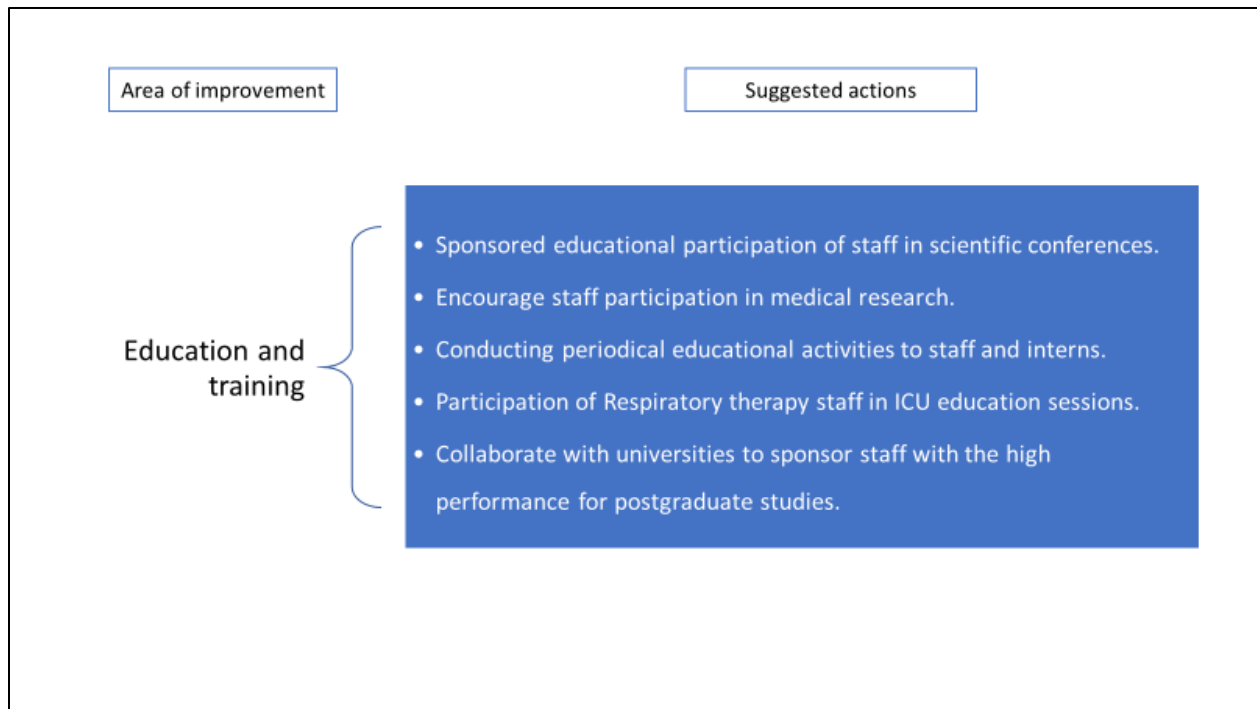 Area of improvement
Suggested actions
Education and
training
• Sponsored educational participation of staff in scientific conferences.
• Encourage staff participation in medical research.
• Conducting periodical educational activities to staff and interns.
• Participation of Respiratory therapy staff in ICU education sessions.
• Collaborate with universities to sponsor staff with the high
performance for postgraduate studies.